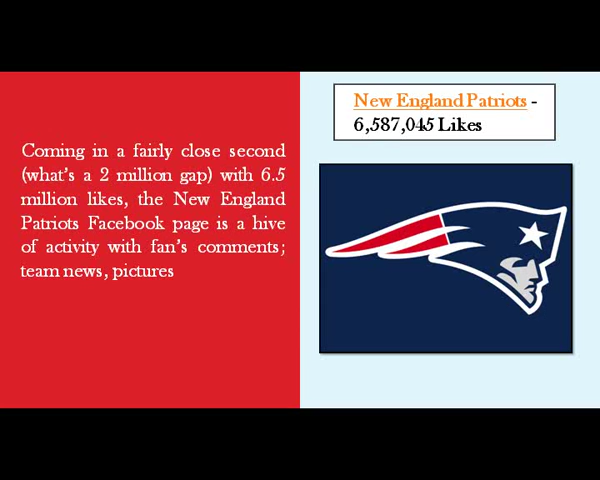 Coming in a fairly close second
(what's a 2 million gap) with 6.5
million likes, the New England
Patriots Facebook page is a hive
of activity with fan's comments;
team news, pictures
New England Patriots -
6,587,045 Likes